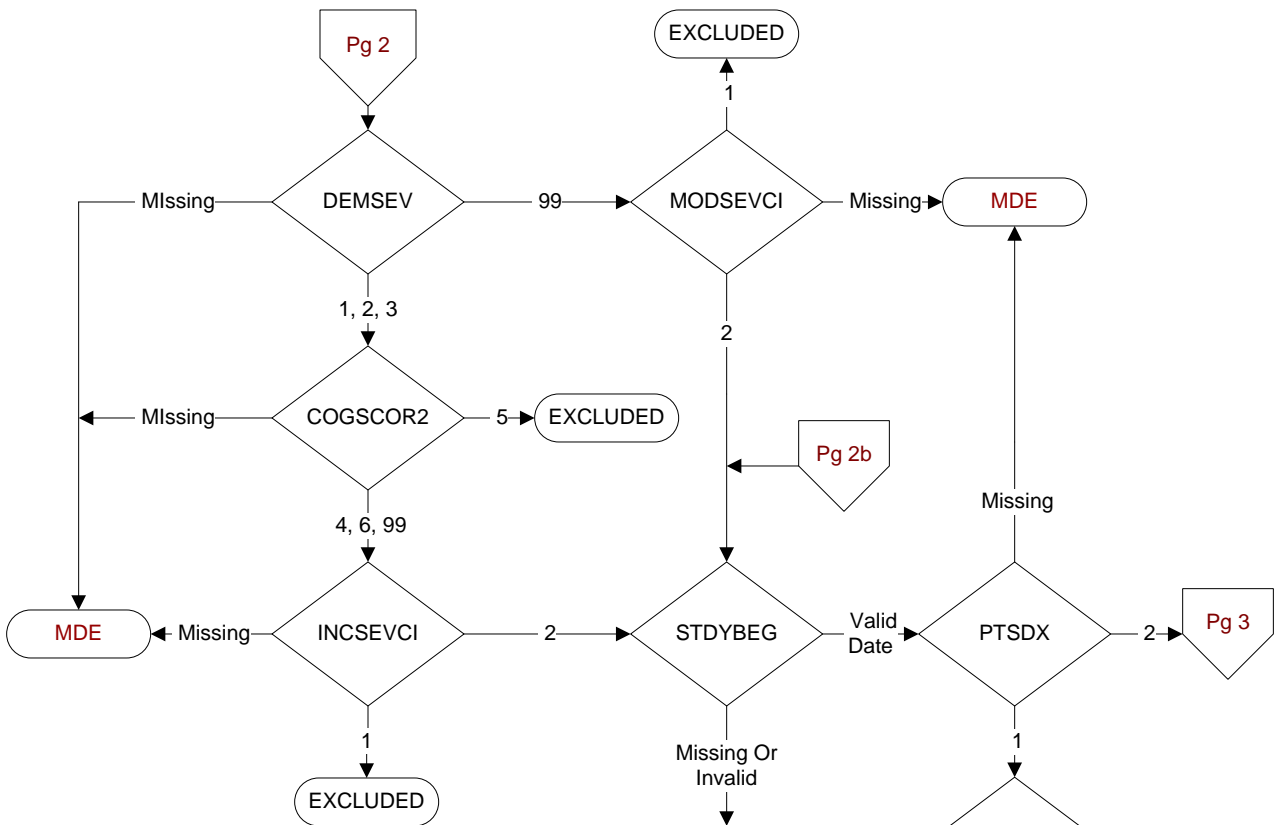 Pg 2
EXCLUDED
1
MIssing
DEMSEV
99
MODSEVCI
Missing
MDE
1, 2, 3
2
MIssing
COGSCOR2
5
EXCLUDED
Pg 2b
Missing
4, 6, 99
MDE
Missing
INCSEVCI
2
STDYBEG
Valid
Date
PTSDX
2
Pg 3
1
Missing Or
Invalid
1
EXCLUDED